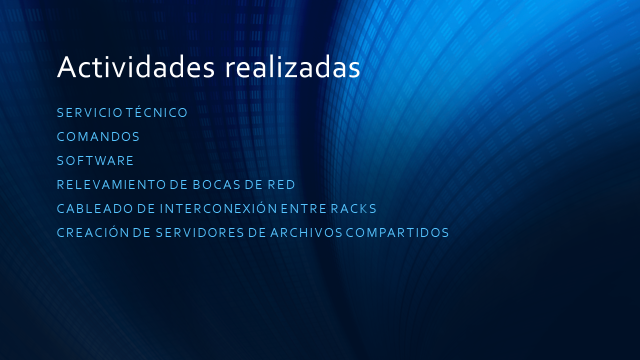 Actividades realizadas
SERVICIO TÉCNICO
COMANDOS
SOFTWARE
RELEVAMIENTO DE BOCAS DE RED
CABLEADO DE INTERCONEXIÓN ENTRE RACKS
CREACIÓN DE SERVIDORES DE ARCHIVOS COMPARTIDOS